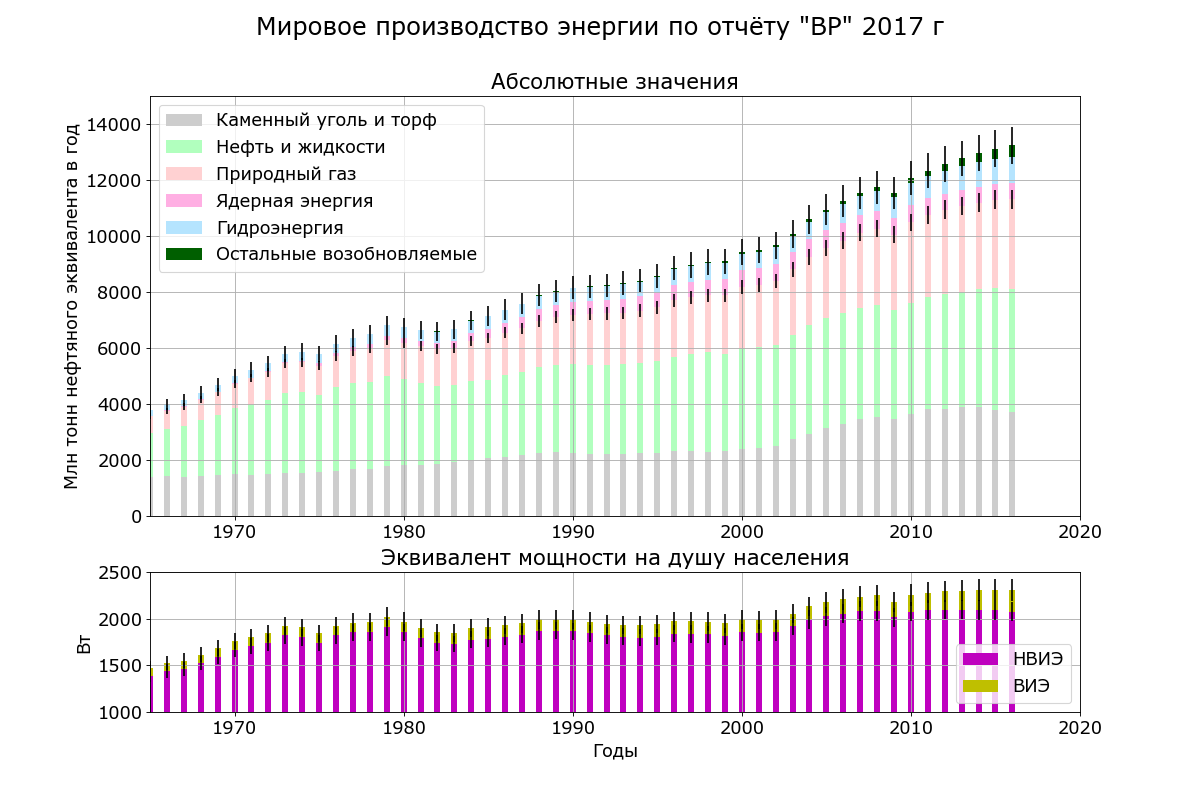 Мировое производство энергии по отчёту "BP" 2017 г
Абсолютные значения
Млн тонн нефтяного эквивалента в год
14000
12000
10000
8000
6000
4000
2000
0
Каменный уголь и торф
Нефть и жидкости
Природный газ
Ядерная энергия
Гидроэнергия
Остальные возобновляемые
1970 1980 1990 2000 2010 2020
Эквивалент мощности на душу населения
Вт
2500
2000
1500
1000
НВИЭ
ВИЭ
1970 1980 1990 2000 2010 2020
Годы